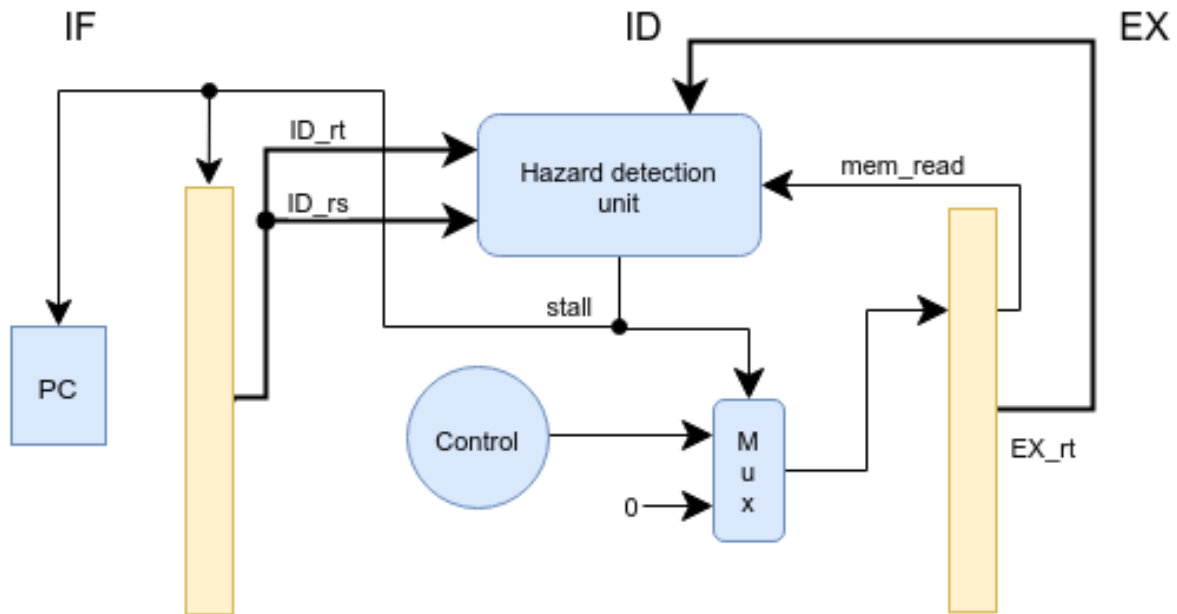 IF
ID
EX
ID_rt
ID_rs
Hazard detection
unit
mem_read
stall
PC
Control
M
u
x
0
EX_rt